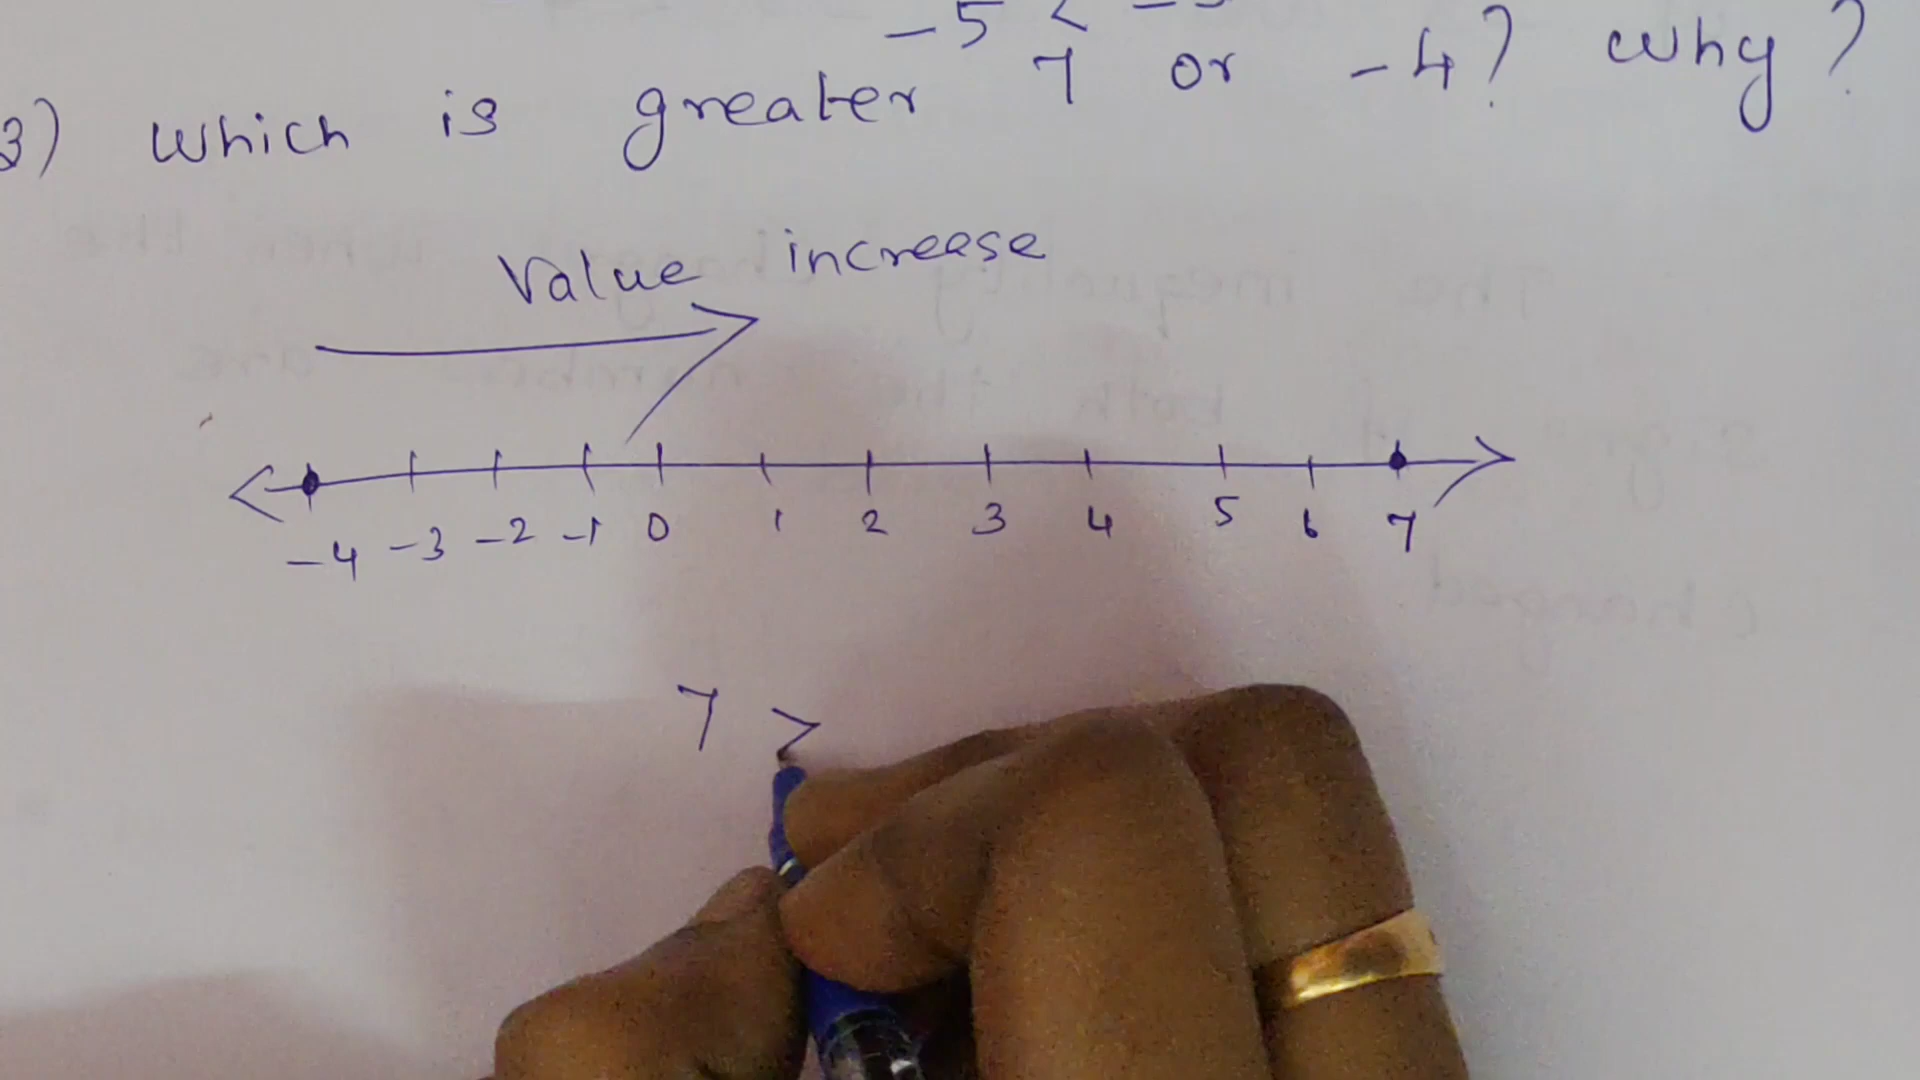 -5 <
3) Which is greater 7 or -4? Why?
Value increase
-4 -3 -2 -1 0 1 2 3 4 5 6 7
7 >